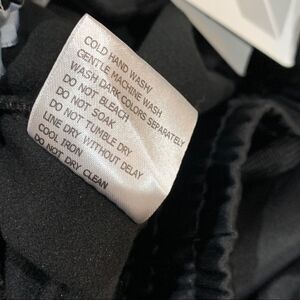 COLD HAND WASH/
GENTLE MACHINE WASH
WASH DARK COLORS SEPARATELY
DO NOT BLEACH
DO NOT SOAK
DO NOT TUMBLE DRY
LINE DRY WITHOUT DELAY
COOL IRON
DO NOT DRY CLEAN